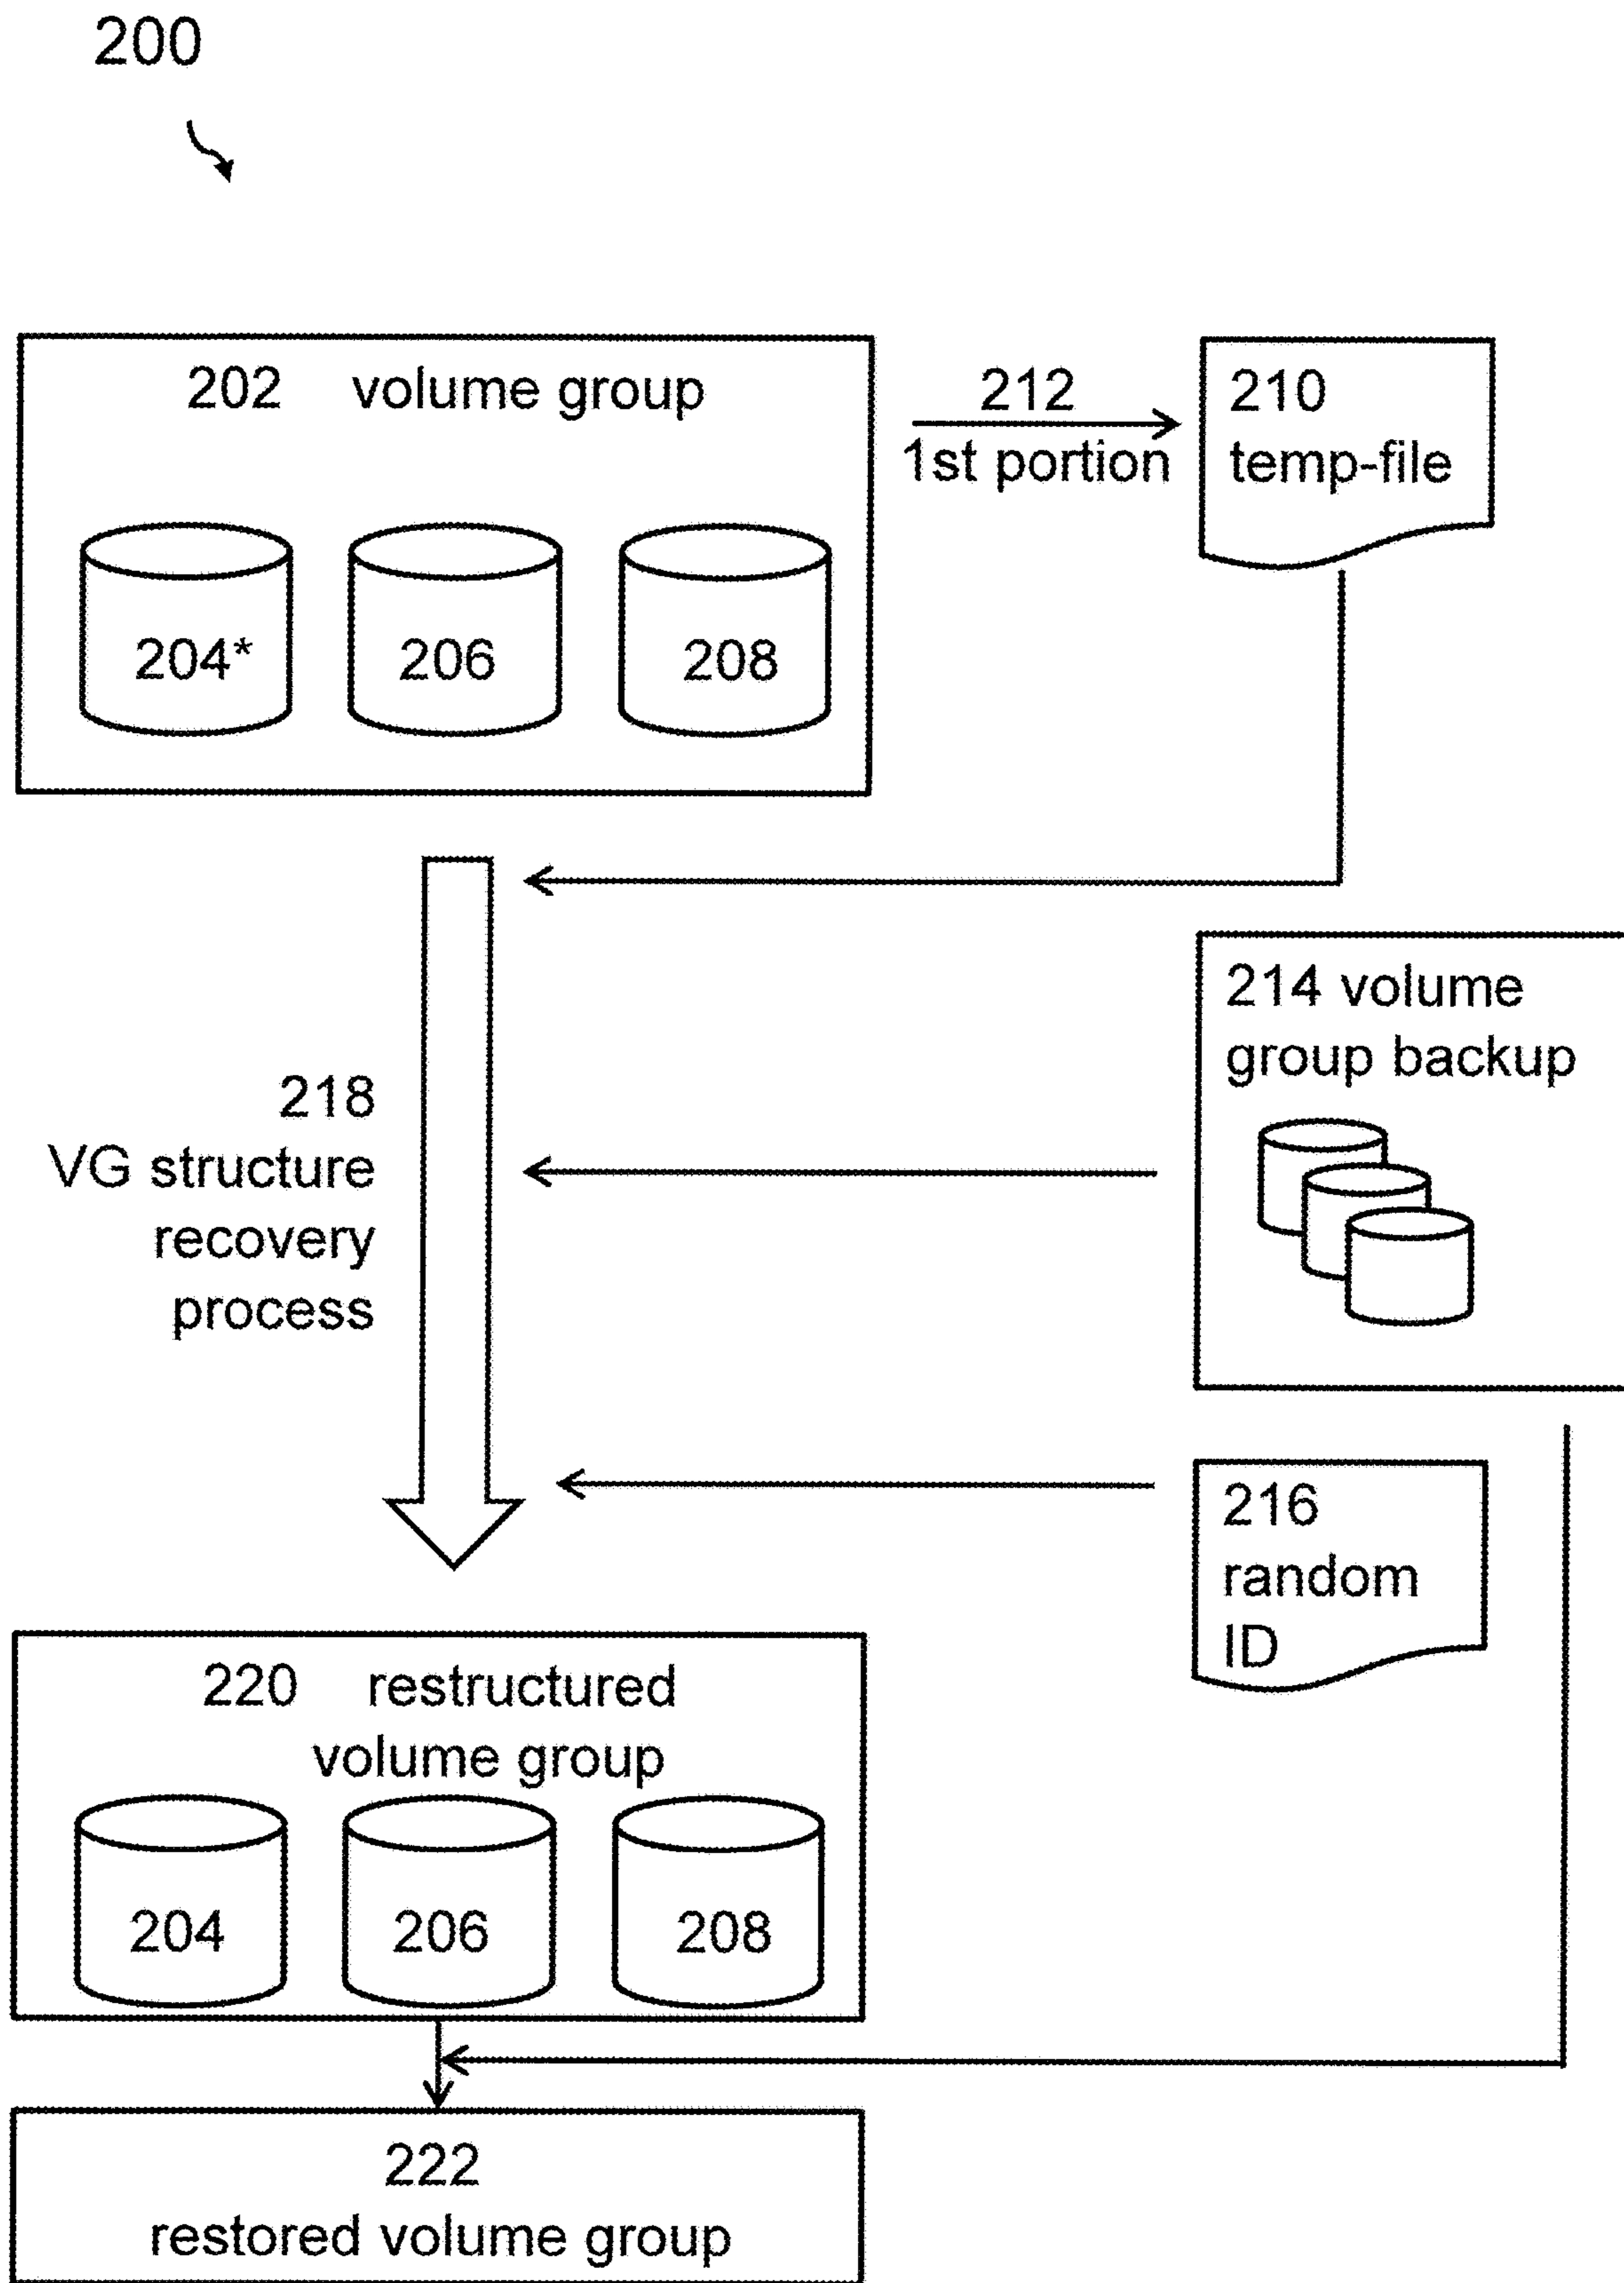 200
202 volume group
212
1st portion
210
temp-file
204*
206
208
214 volume
group backup
218
VG structure
recovery
process
216
random
ID
220 restructured
volume group
204
206
208
222
restored volume group